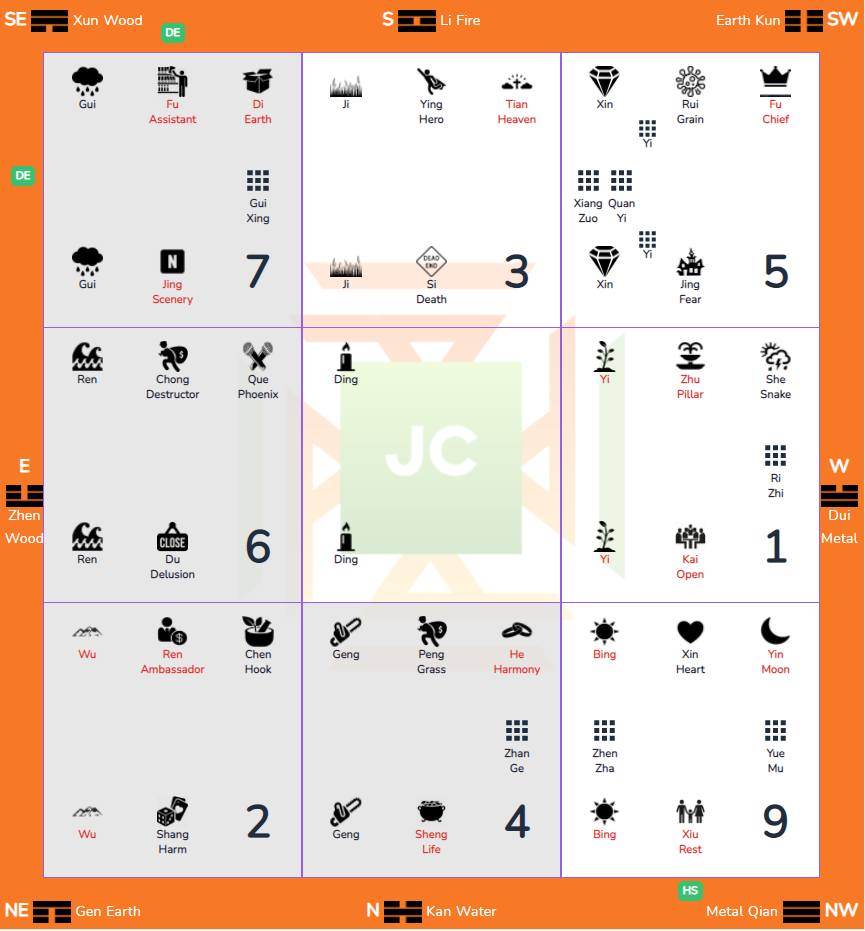 SE Xun Wood
DE
S Li Fire
Earth Kun SW
Gui
Fu
Assistant
Di
Earth
Gui
Xing
Gui
N
Jing
Scenery
7
Ji
Ying
Hero
Tian
Heaven
Ji
DEAD
END
Si
Death
3
Xin
Rui
Grain
Fu
Chief
Yi
Xiang
Zuo
Quan
Yi
Yi
Xin
Jing
Fear
5
DE
E
Zhen
Wood
Ren
Chong
Destructor
Que
Phoenix
Ren
CLOSE
Du
Delusion
6
Ding
JC
Ding
Yi
Zhu
Pillar
She
Snake
Ri
Zhi
Yi
Kai
Open
1
W
Dui
Metal
Wu
Ren
Ambassador
Chen
Hook
Wu
Shang
Harm
2
Geng
Peng
Grass
He
Harmony
Zhan
Ge
Geng
Sheng
Life
4
Bing
Xin
Heart
Yin
Moon
Zhen
Zha
Yue
Mu
Bing
Xiu
Rest
9
NE Gen Earth
N Kan Water
HS
Metal Qian NW